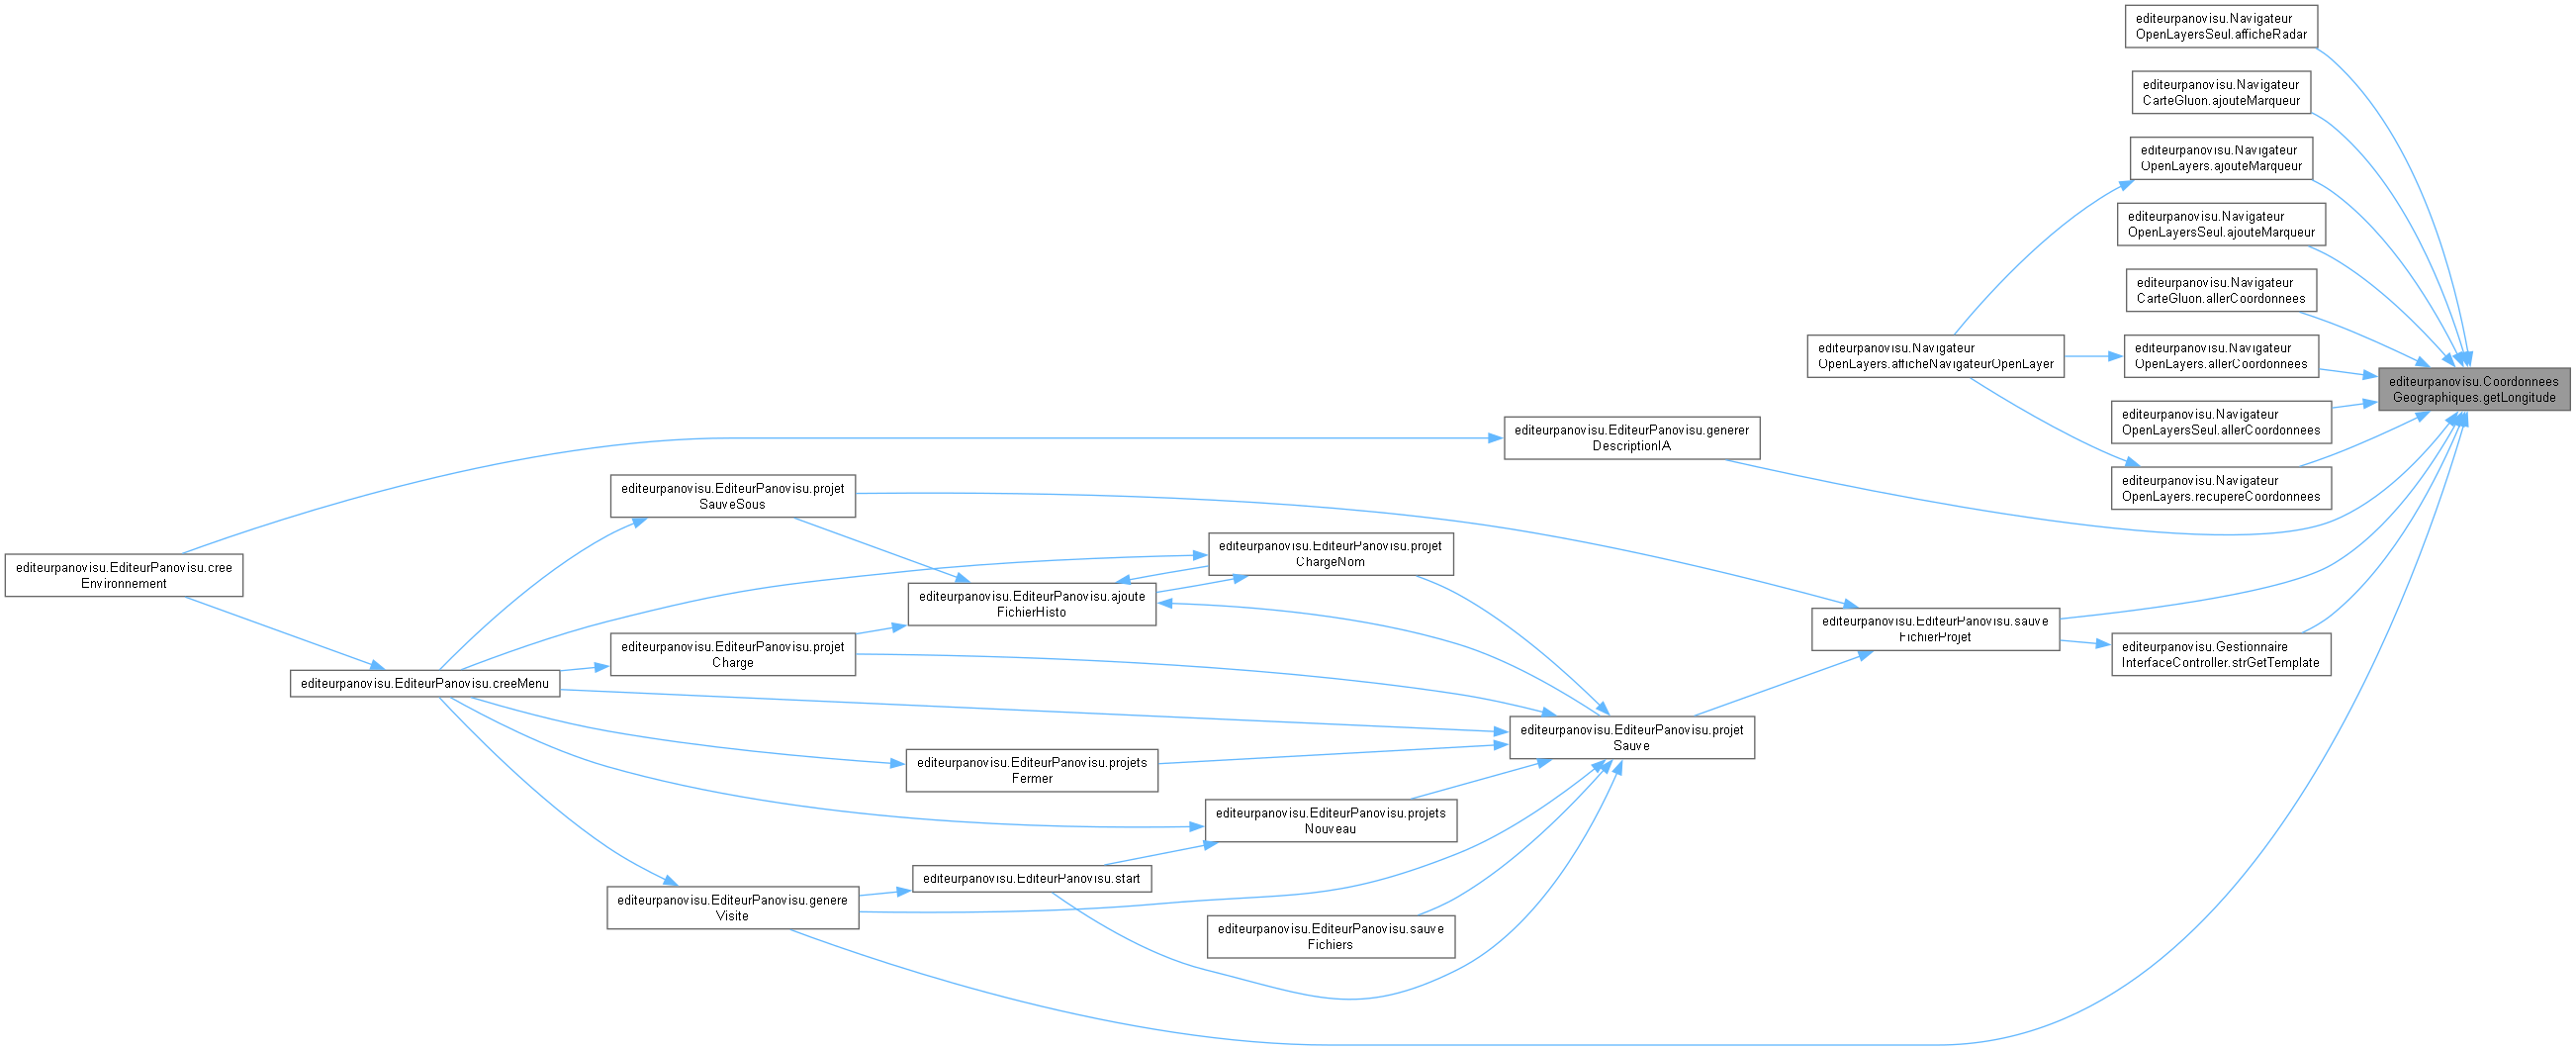 editeurpanovisu.Navigateur
OpenLayersSeul.afficheRadar
editeurpanovisu.Navigateur
CarteGluon.ajouteMarqueur
editeurpanovisu.Navigateur
OpenLayers.ajouteMarqueur
editeurpanovisu.Navigateur
OpenLayersSeul.ajouteMarqueur
editeurpanovisu.Navigateur
CarteGluon.allerCoordonnees
editeurpanovisu.Navigateur
OpenLayers.afficheNavigateurOpenLayer
editeurpanovisu.Navigateur
OpenLayers.allerCoordonnees
editeurpanovisu.Coordonnees
Geographiques.getLongitude
editeurpanovisu.Navigateur
OpenLayersSeul.allerCoordonnees
editeurpanovisu.EditeurPanovisu.generer
DescriptionIA
editeurpanovisu.Navigateur
OpenLayers.recupereCoordonnees
editeurpanovisu.EditeurPanovisu.projet
SauveSous
editeurpanovisu.EditeurPanovisu.projet
ChargeNom
editeurpanovisu.EditeurPanovisu.cree
Environnement
editeurpanovisu.EditeurPanovisu.ajoute
FichierHisto
editeurpanovisu.EditeurPanovisu.sauve
FichierProjet
editeurpanovisu.EditeurPanovisu.projet
Charge
editeurpanovisu.Gestionnaire
InterfaceController.strGetTemplate
editeurpanovisu.EditeurPanovisu.creeMenu
editeurpanovisu.EditeurPanovisu.projet
Sauve
editeurpanovisu.EditeurPanovisu.projets
Fermer
editeurpanovisu.EditeurPanovisu.projets
Nouveau
editeurpanovisu.EditeurPanovisu.start
editeurpanovisu.EditeurPanovisu.genere
Visite
editeurpanovisu.EditeurPanovisu.sauve
Fichiers